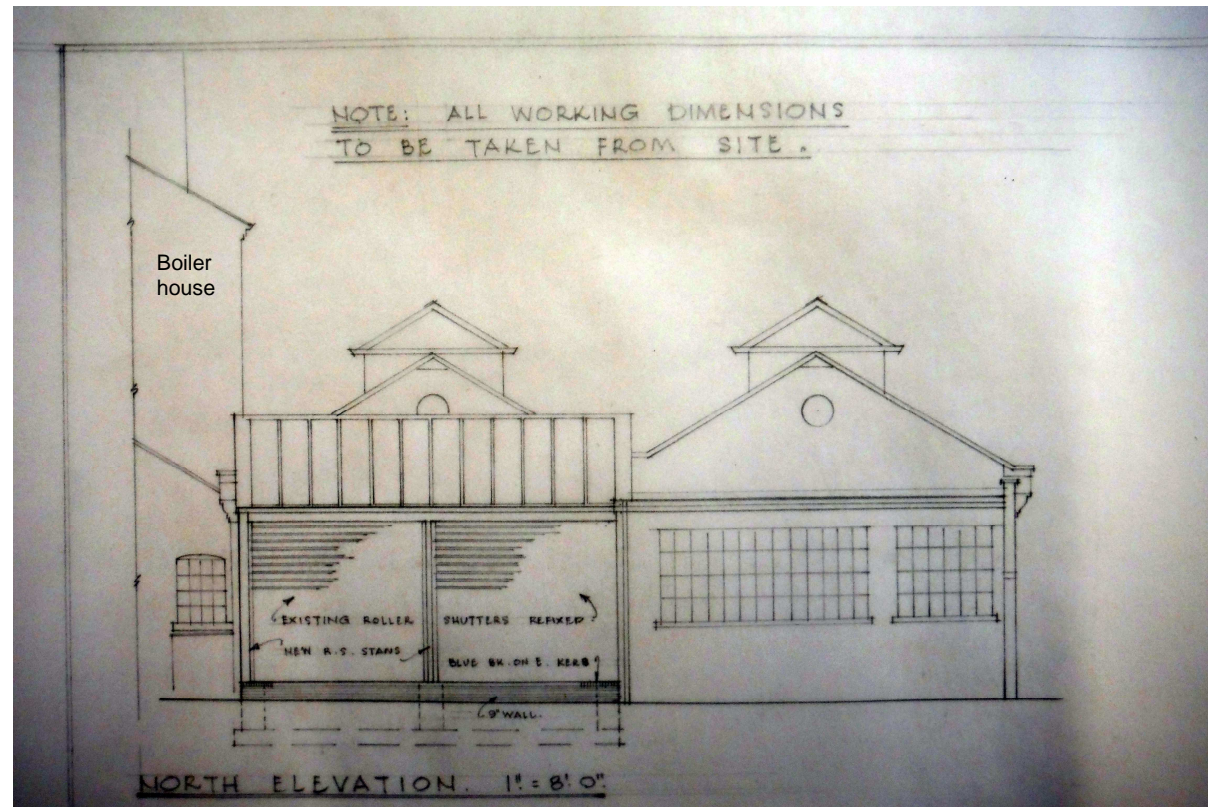 NOTE: ALL WORKING DIMENSIONS
TO BE TAKEN FROM SITE.
Boiler
house
EXISTING ROLLER SHUTTERS REFIXED
NEW R.S. STANS
BLUE BK. ON E. KERB
9" WALL.
NORTH ELEVATION. 1" = 8' 0"